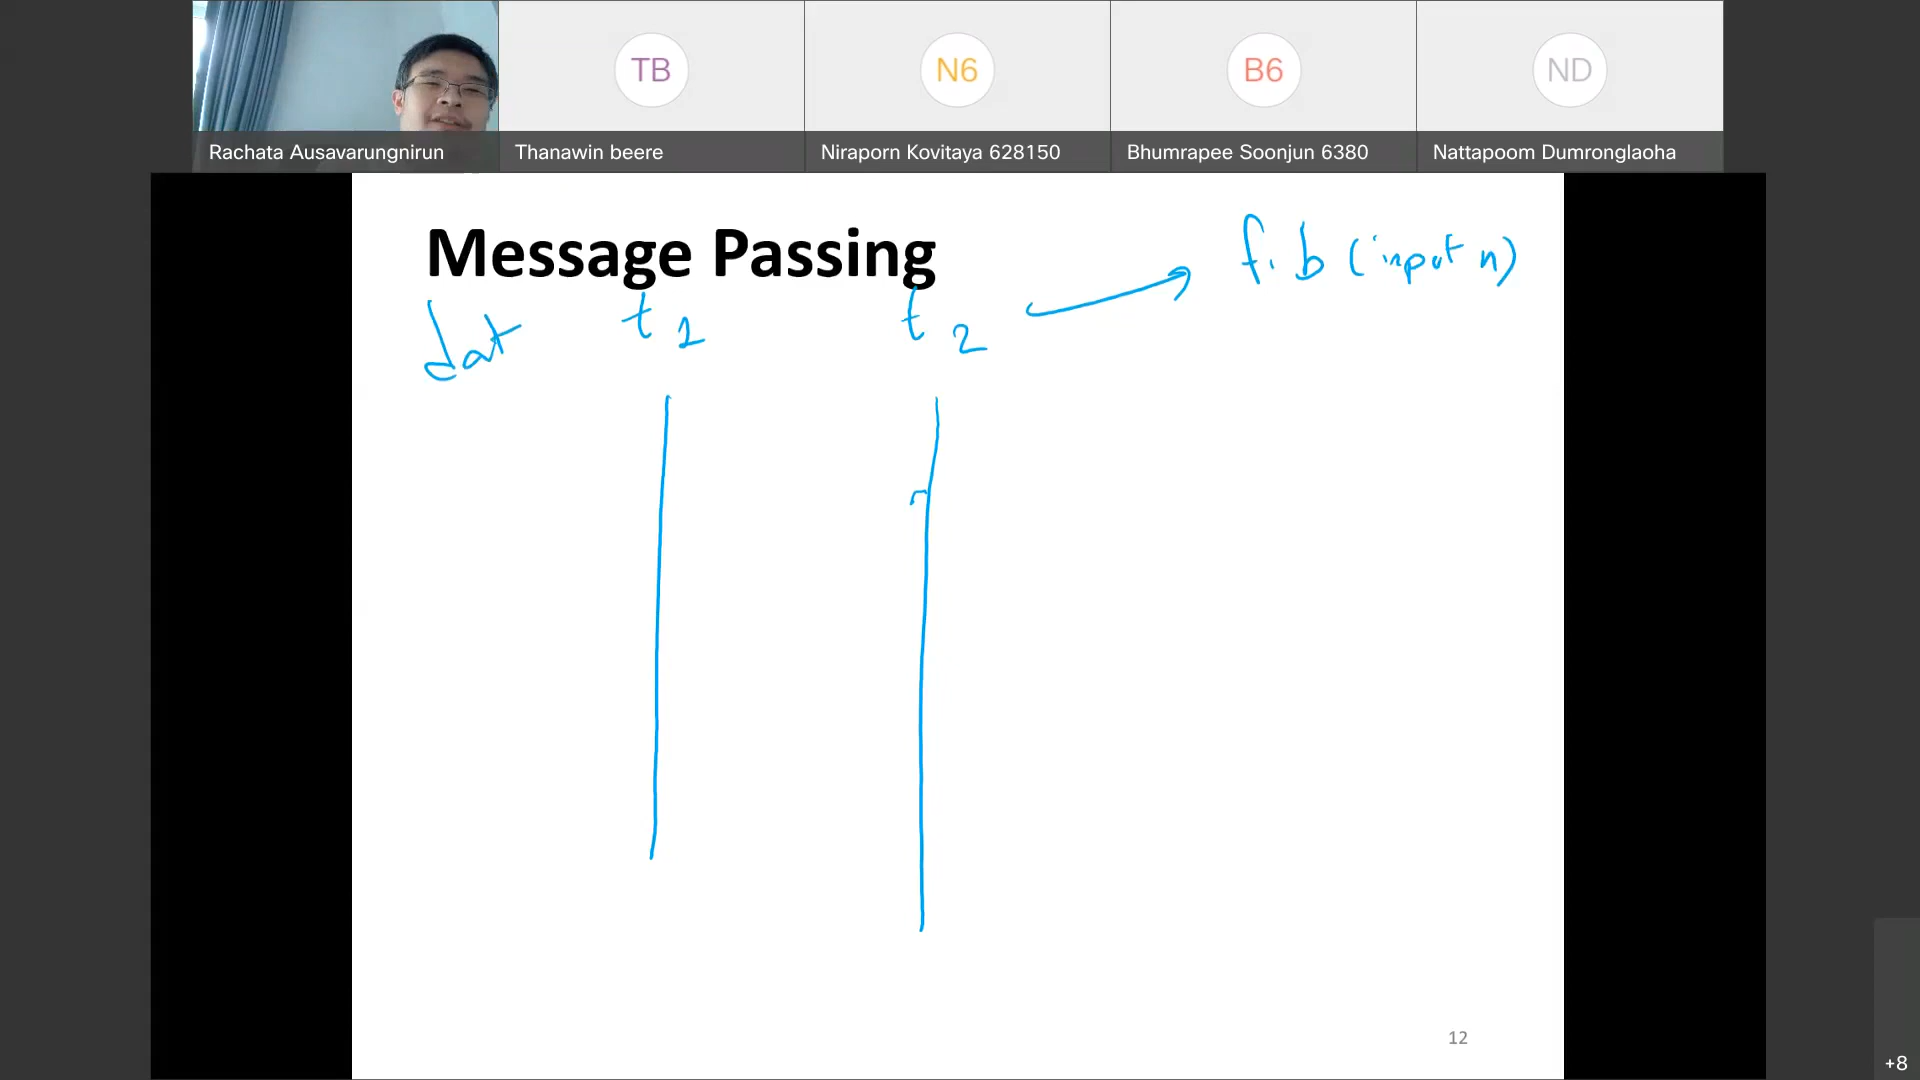 TB
N6
B6
ND
Rachata Ausavarungnirun
Thanawin beere
Niraporn Kovitaya 628150
Bhumrapee Soonjun 6380
Nattapoom Dumronglaoha
Message Passing
fib (input n)
dat
t1
t2
12
+8